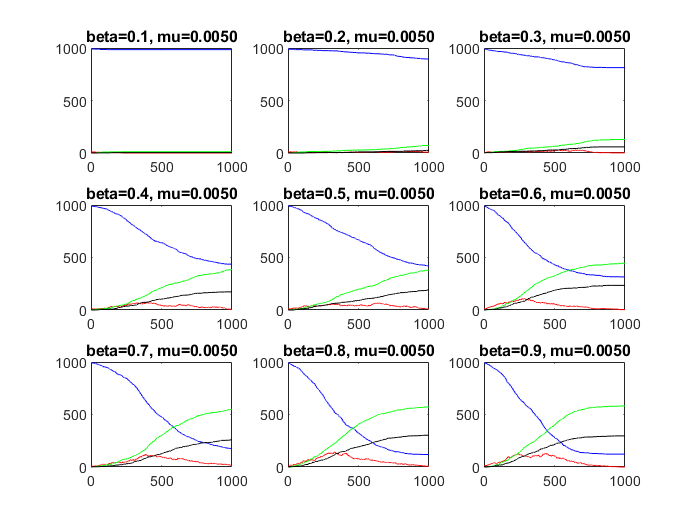 beta=0.1, mu=0.0050 beta=0.2, mu=0.0050 beta=0.3, mu=0.0050
1000 1000 1000
500 500 500
0 0 0
0 500 1000 0 500 1000 0 500 1000
beta=0.4, mu=0.0050 beta=0.5, mu=0.0050 beta=0.6, mu=0.0050
1000 1000 1000
500 500 500
0 0 0
0 500 1000 0 500 1000 0 500 1000
beta=0.7, mu=0.0050 beta=0.8, mu=0.0050 beta=0.9, mu=0.0050
1000 1000 1000
500 500 500
0 0 0
0 500 1000 0 500 1000 0 500 1000